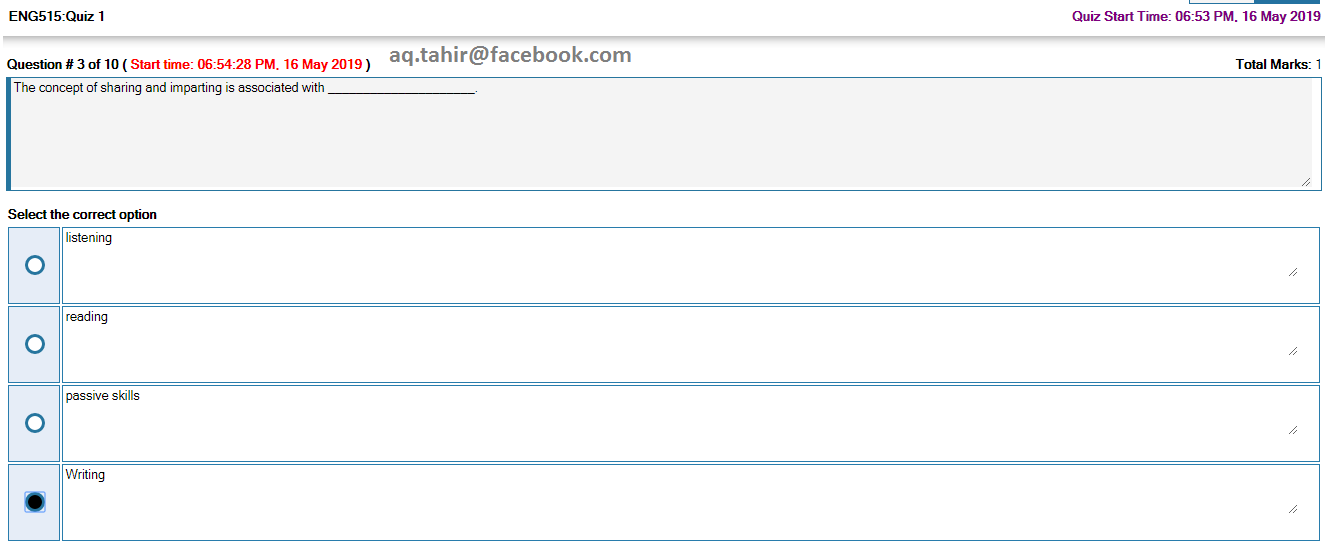 ENG515:Quiz 1
Quiz Start Time: 06:53 PM, 16 May 2019
aq.tahir@facebook.com
Question # 3 of 10 ( Start time: 06:54:28 PM, 16 May 2019 )
Total Marks: 1
The concept of sharing and imparting is associated with ______________________.
Select the correct option
listening
reading
passive skills
Writing